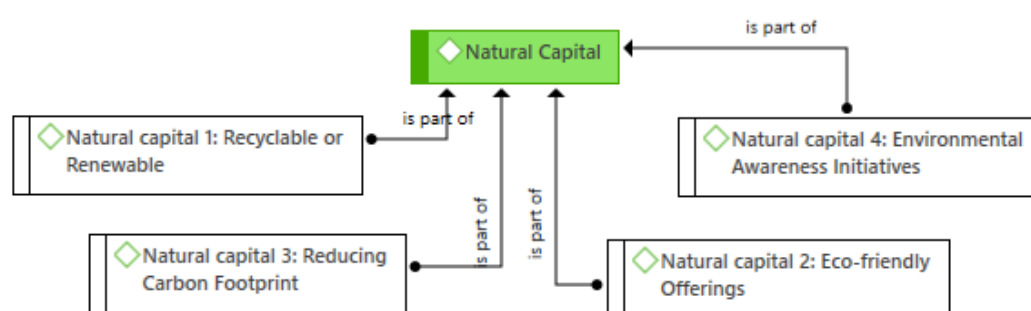 is part of
Natural Capital
is part of
Natural capital 1: Recyclable or
Renewable
Natural capital 4: Environmental
Awareness Initiatives
is part of
is part of
Natural capital 3: Reducing
Carbon Footprint
Natural capital 2: Eco-friendly
Offerings